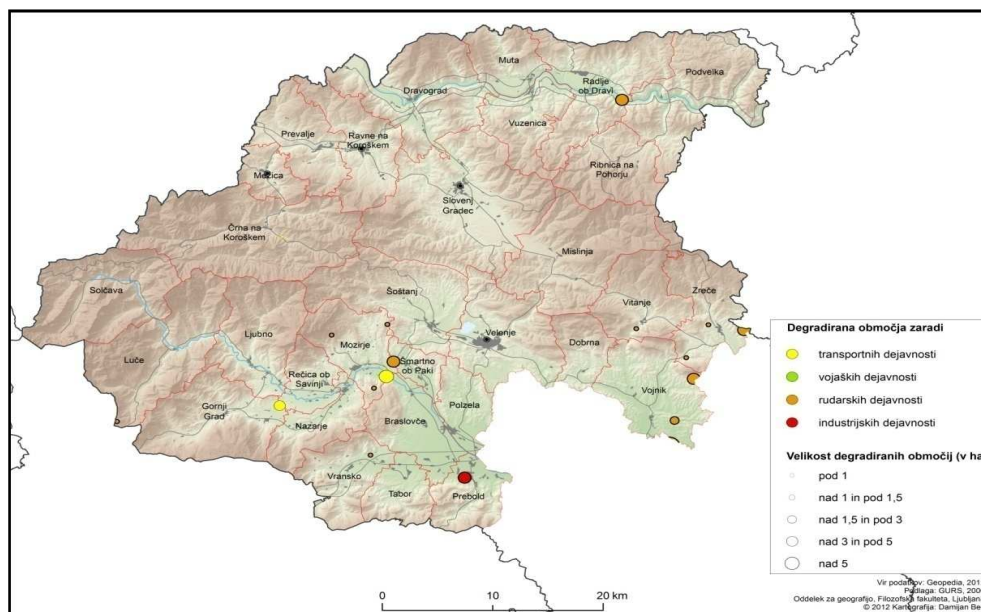 Muta
Podvelka
Radlje
ob Dravi
Dravograd
Vuzenica
Prevalje
Ravne na
Koroškem
Ribnica na
Pohorju
Mežica
Slovenj
Gradec
Črna na
Koroškem
Mislinja
Solčava
Šoštanj
Vitanje
Zreče
Ljubno
Velenje
Mozirje
Dobrna
Luče
Šmartno
ob Paki
Rečica ob
Savinji
Vojnik
Polzela
Gornji
Grad
Braslovče
Nazarje
Vransko
Tabor
Prebold
Degradirana območja zaradi
transportnih dejavnosti
vojaških dejavnosti
rudarskih dejavnosti
industrijskih dejavnosti
Velikost degradiranih območij (v ha
pod 1
nad 1 in pod 1,5
nad 1,5 in pod 3
nad 3 in pod 5
nad 5
0 10 20 km
Vir podatkov: Geopedia, 201
Podlaga: GURS, 200
Oddelek za geografijo, Filozofska fakulteta, Ljubljan
© 2012 Kartografija: Damijan Be